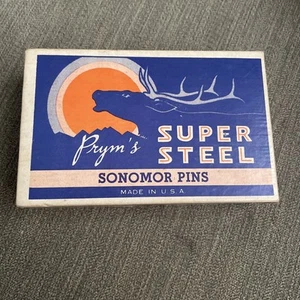 Prym's SUPER
STEEL
SONOMOR PINS
MADE IN U.S.A.